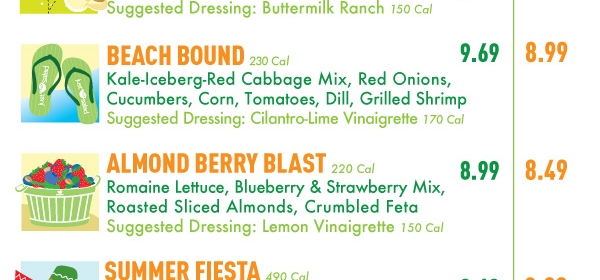 Suggested Dressing: Buttermilk Ranch 150 Cal
BEACH BOUND 230 Cal 9.69 8.99
Kale-Iceberg-Red Cabbage Mix, Red Onions,
Cucumbers, Corn, Tomatoes, Dill, Grilled Shrimp
Suggested Dressing: Cilantro-Lime Vinaigrette 170 Cal
ALMOND BERRY BLAST 220 Cal 8.99 8.49
Romaine Lettuce, Blueberry & Strawberry Mix,
Roasted Sliced Almonds, Crumbled Feta
Suggested Dressing: Lemon Vinaigrette 150 Cal
SUMMER FIESTA 490 Cal